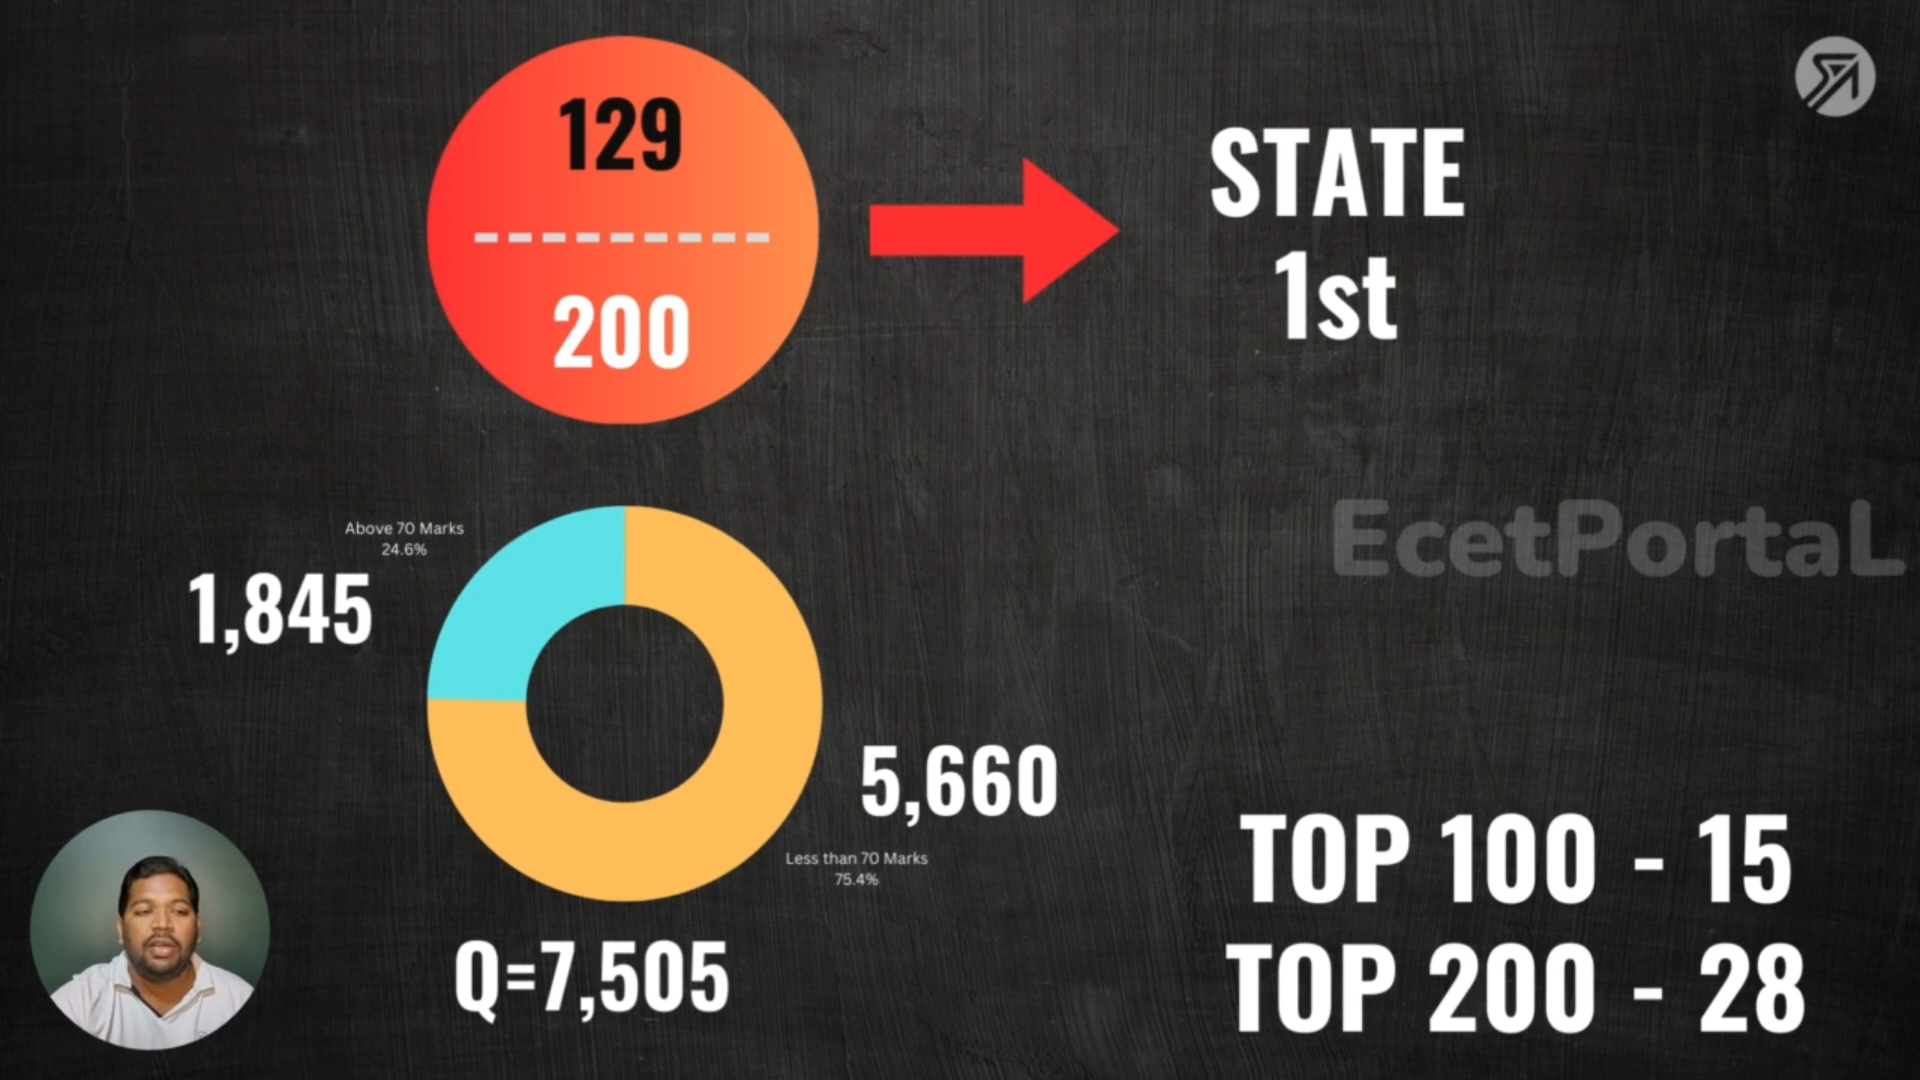 129
200
STATE
1st
EcetPortaL
Above 70 Marks
24.6%
1,845
5,660
Less than 70 Marks
75.4%
Q=7,505
TOP 100 - 15
TOP 200 - 28